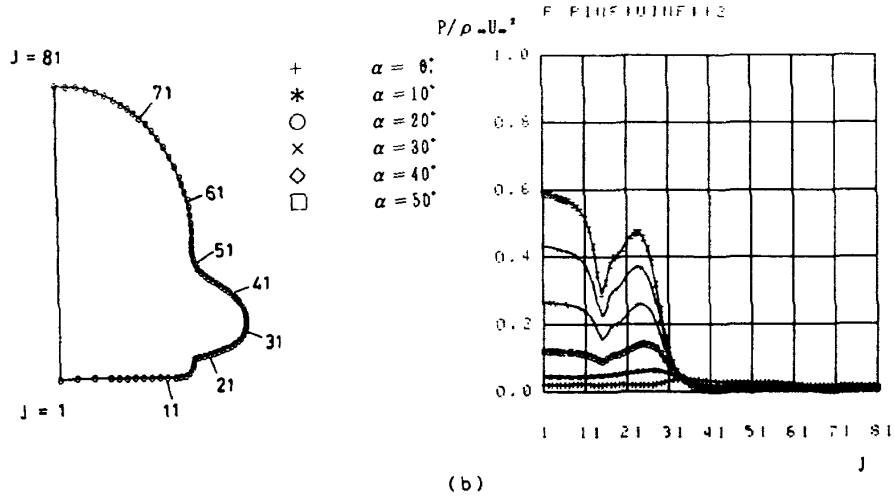 P/ρ∞U∞²
J = 81
71
61
51
41
31
21
11
J = 1
+ α = 0°
* α = 10°
○ α = 20°
× α = 30°
◇ α = 40°
□ α = 50°
1.0
0.8
0.6
0.4
0.2
0.0
1 11 21 31 41 51 61 71 81
J
(b)